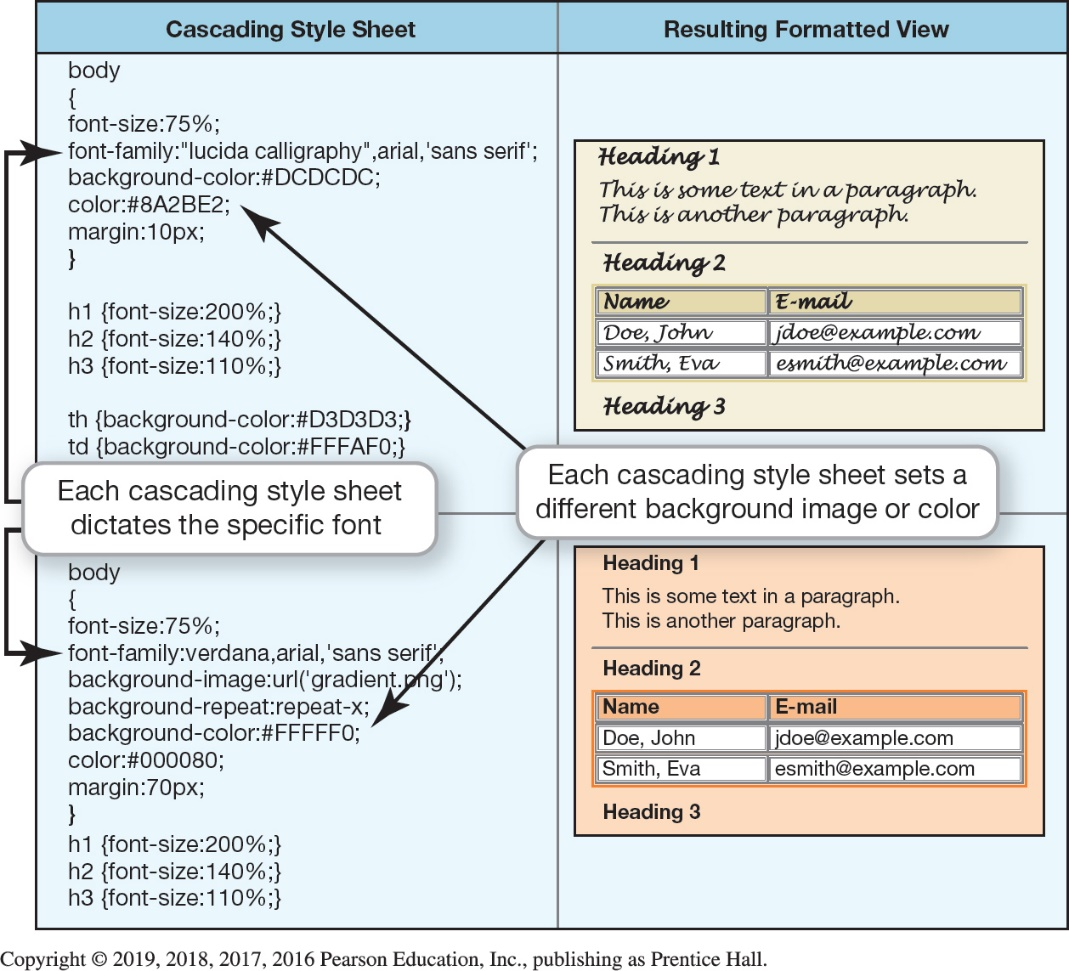 Cascading Style Sheet
Resulting Formatted View
body
{
font-size:75%;
font-family:"lucida calligraphy",arial,'sans serif';
background-color:#DCDCDC;
color:#8A2BE2;
margin:10px;
}
h1 {font-size:200%;}
h2 {font-size:140%;}
h3 {font-size:110%;}
th {background-color:#D3D3D3;}
td {background-color:#FFFAF0;}
Heading 1
This is some text in a paragraph.
This is another paragraph.
Heading 2
Name E-mail
Doe, John jdoe@example.com
Smith, Eva esmith@example.com
Heading 3
Each cascading style sheet
dictates the specific font
Each cascading style sheet sets a
different background image or color
body
{
font-size:75%;
font-family:verdana,arial,'sans serif';
background-image:url('gradient.png');
background-repeat:repeat-x;
background-color:#FFFFF0;
color:#000080;
margin:70px;
}
h1 {font-size:200%;}
h2 {font-size:140%;}
h3 {font-size:110%;}
Heading 1
This is some text in a paragraph.
This is another paragraph.
Heading 2
Name E-mail
Doe, John jdoe@example.com
Smith, Eva esmith@example.com
Heading 3
Copyright © 2019, 2018, 2017, 2016 Pearson Education, Inc., publishing as Prentice Hall.